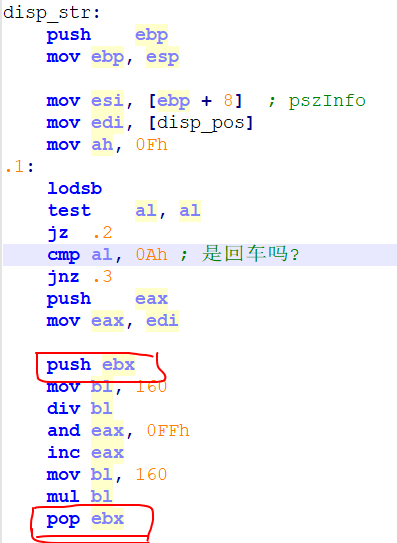 disp_str:
push ebp
mov ebp, esp
mov esi, [ebp + 8] ; pszInfo
mov edi, [disp_pos]
mov ah, 0Fh
.1:
lodsb
test al, al
jz .2
cmp al, 0Ah ; 是回车吗?
jnz .3
push eax
mov eax, edi
push ebx
mov bl, 160
div bl
and eax, 0FFh
inc eax
mov bl, 160
mul bl
pop ebx